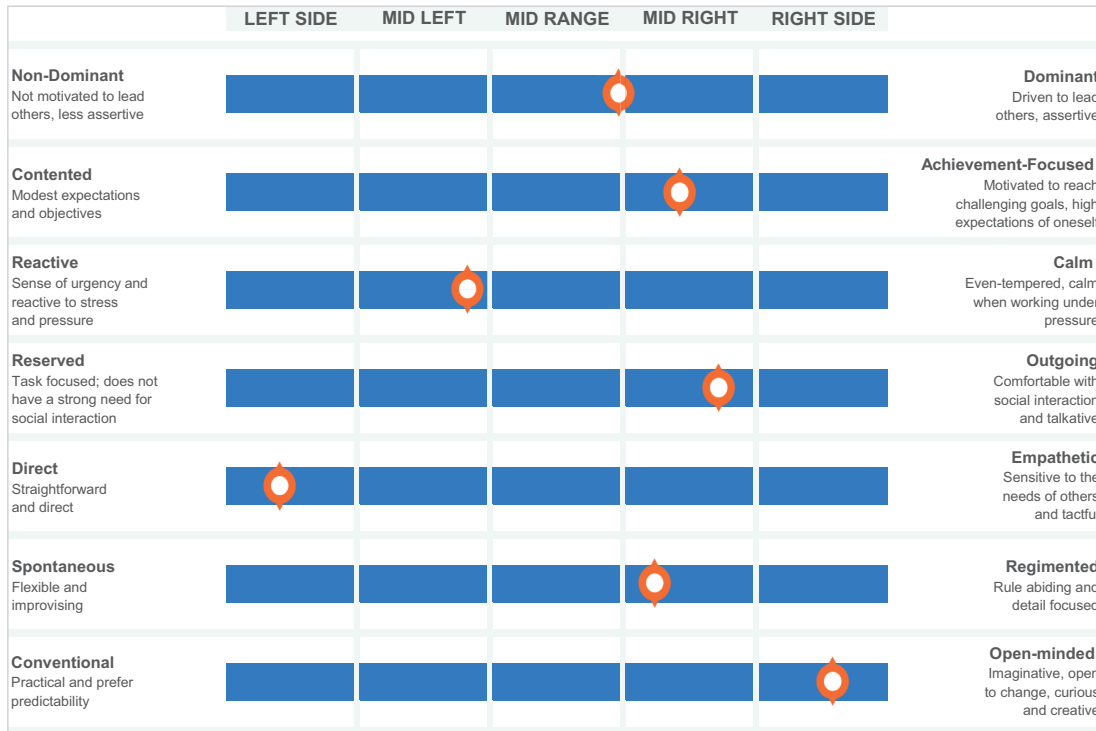 LEFT SIDE MID LEFT MID RANGE MID RIGHT RIGHT SIDE
Non-Dominant
Not motivated to lead
others, less assertive
Dominant
Driven to lead
others, assertive
Contented
Modest expectations
and objectives
Achievement-Focused
Motivated to reach
challenging goals, high
expectations of oneself
Reactive
Sense of urgency and
reactive to stress
and pressure
Calm
Even-tempered, calm
when working under
pressure
Reserved
Task focused; does not
have a strong need for
social interaction
Outgoing
Comfortable with
social interaction
and talkative
Direct
Straightforward
and direct
Empathetic
Sensitive to the
needs of others
and tactfu
Spontaneous
Flexible and
improvising
Regimented
Rule abiding and
detail focused
Conventional
Practical and prefer
predictability
Open-minded
Imaginative, open
to change, curious
and creative